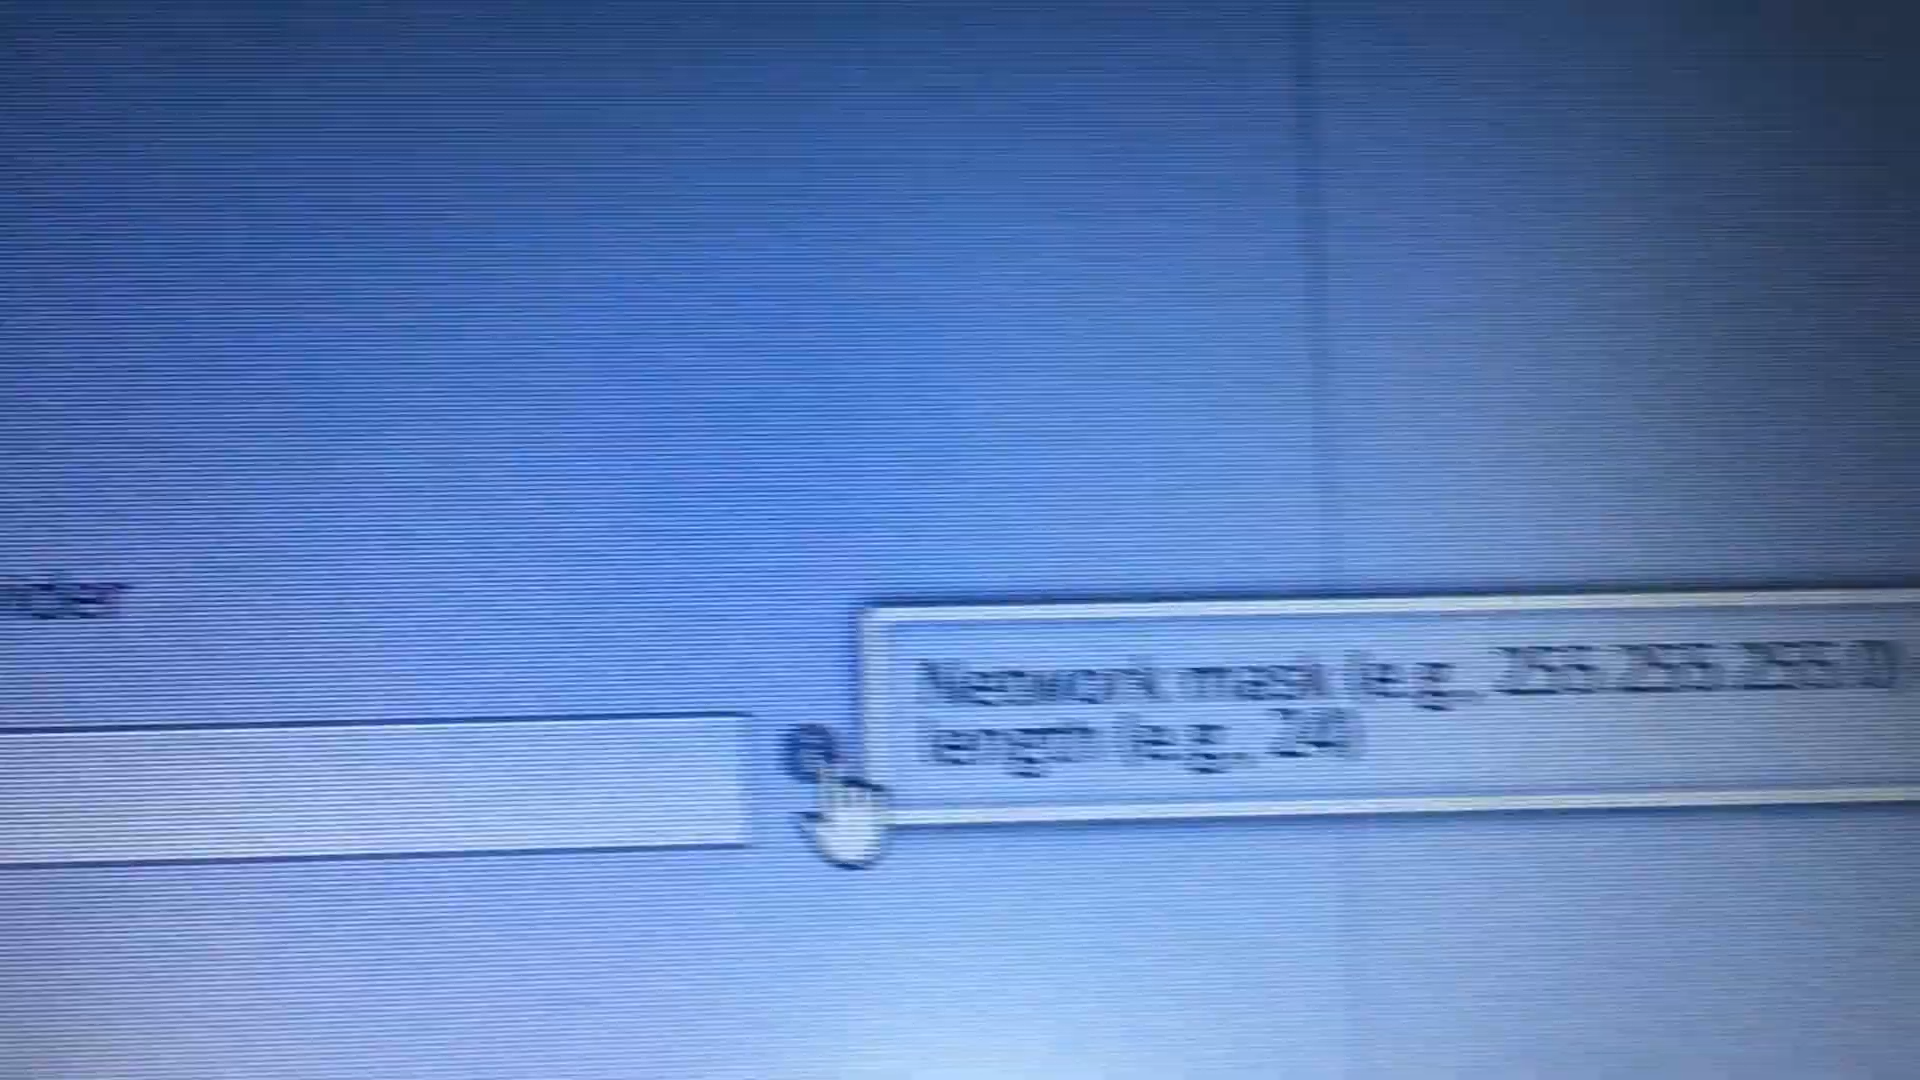 Network mask (e.g., 255.255.255.0)
length (e.g., 24)